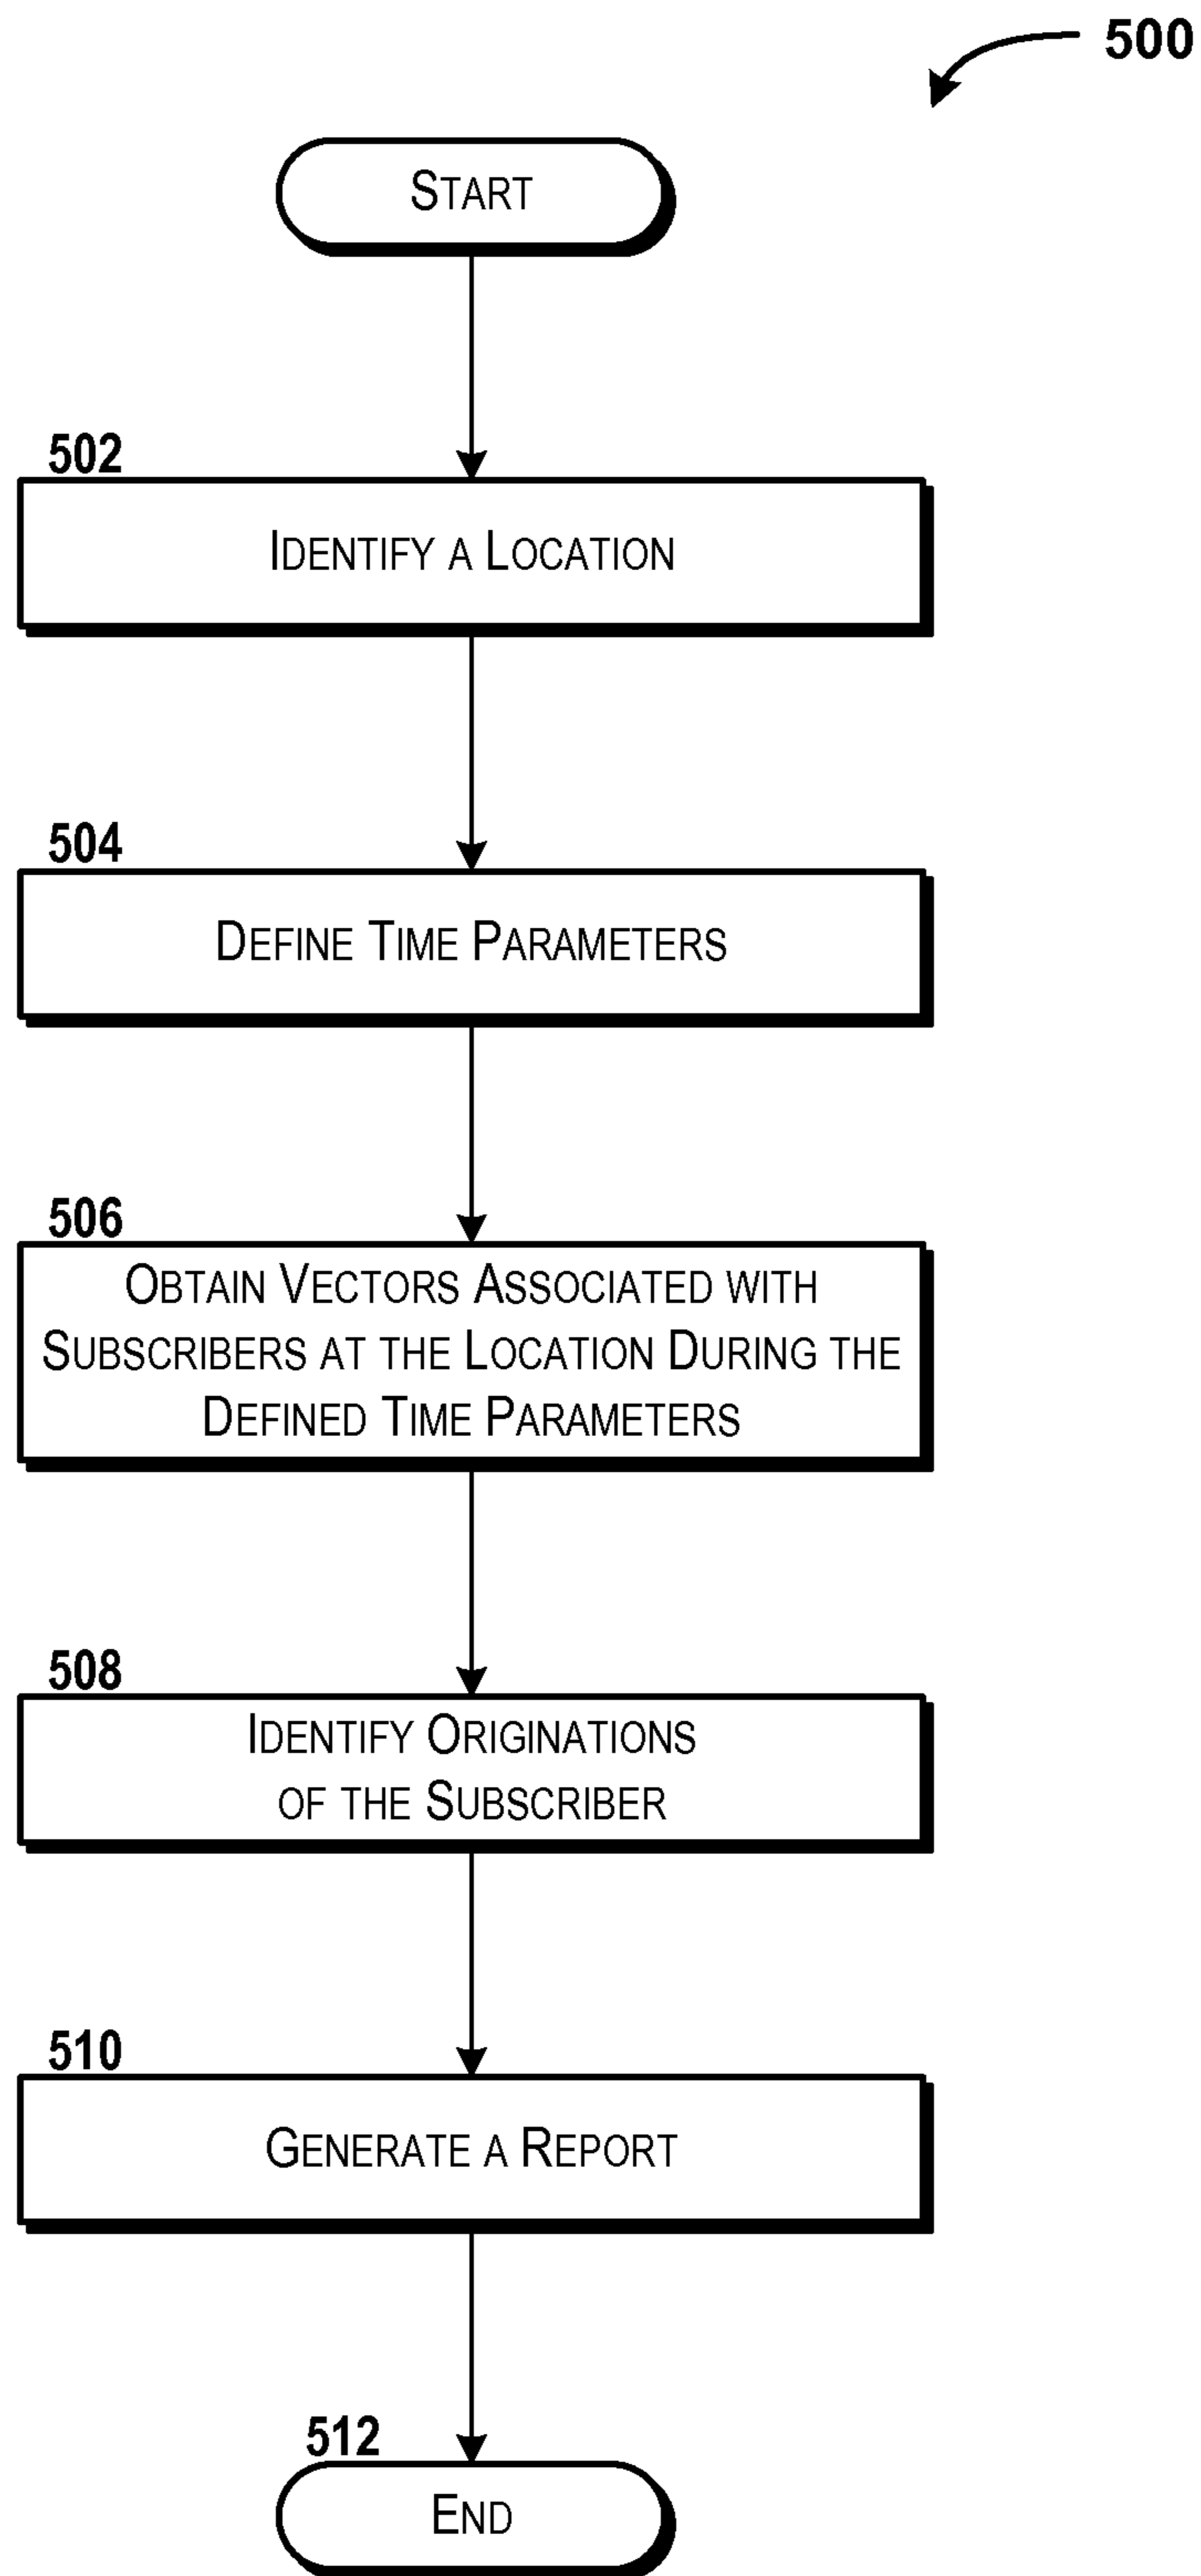 500
START
502
IDENTIFY A LOCATION
504
DEFINE TIME PARAMETERS
506
OBTAIN VECTORS ASSOCIATED WITH
SUBSCRIBERS AT THE LOCATION DURING THE
DEFINED TIME PARAMETERS
508
IDENTIFY ORIGINATIONS
OF THE SUBSCRIBER
510
GENERATE A REPORT
512
END